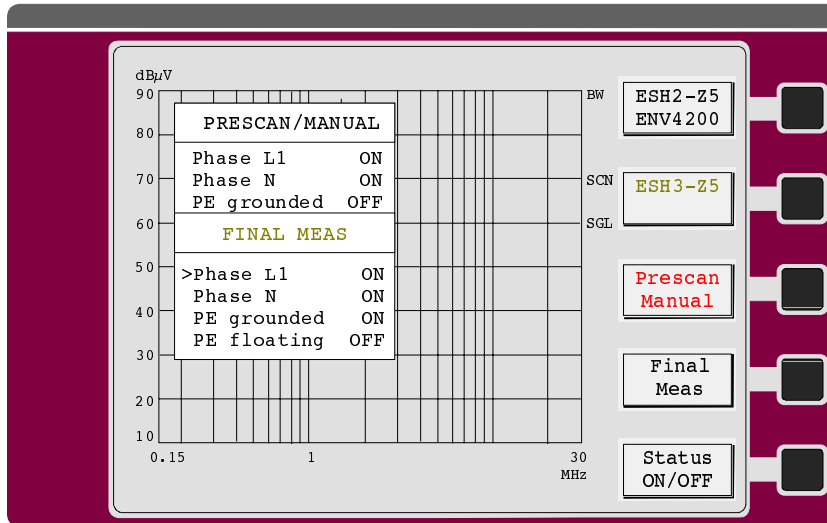 dBµV
90
80
70
60
50
40
30
20
10
0.15 1 30
MHz
PRESCAN/MANUAL
Phase L1 ON
Phase N ON
PE grounded OFF
FINAL MEAS
>Phase L1 ON
Phase N ON
PE grounded ON
PE floating OFF
BW
SCN
SGL
ESH2-Z5
ENV4200
ESH3-Z5
Prescan
Manual
Final
Meas
Status
ON/OFF